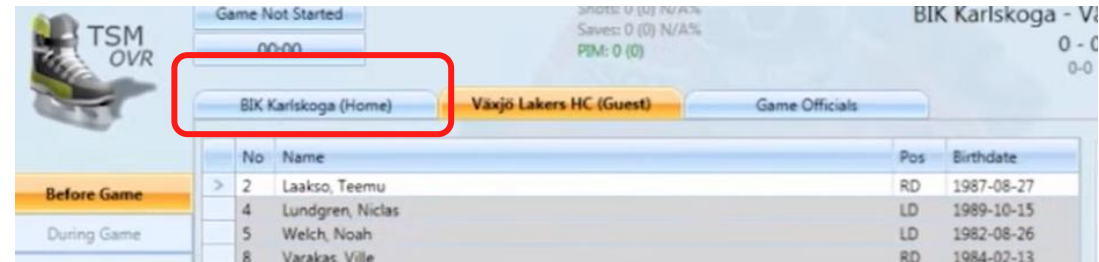 TSM
OVR
Game Not Started
00:00
Shots: 0 (0) N/A%
Saves: 0 (0) N/A%
PIM: 0 (0)
BIK Karlskoga - Vä
0 - 0
0-0
BIK Karlskoga (Home)
Växjö Lakers HC (Guest)
Game Officials
No Name Pos Birthdate
Before Game
During Game
> 2 Laakso, Teemu RD 1987-08-27
4 Lundgren, Niclas LD 1989-10-15
5 Welch, Noah LD 1982-08-26
8 Varakas, Ville RD 1984-02-13